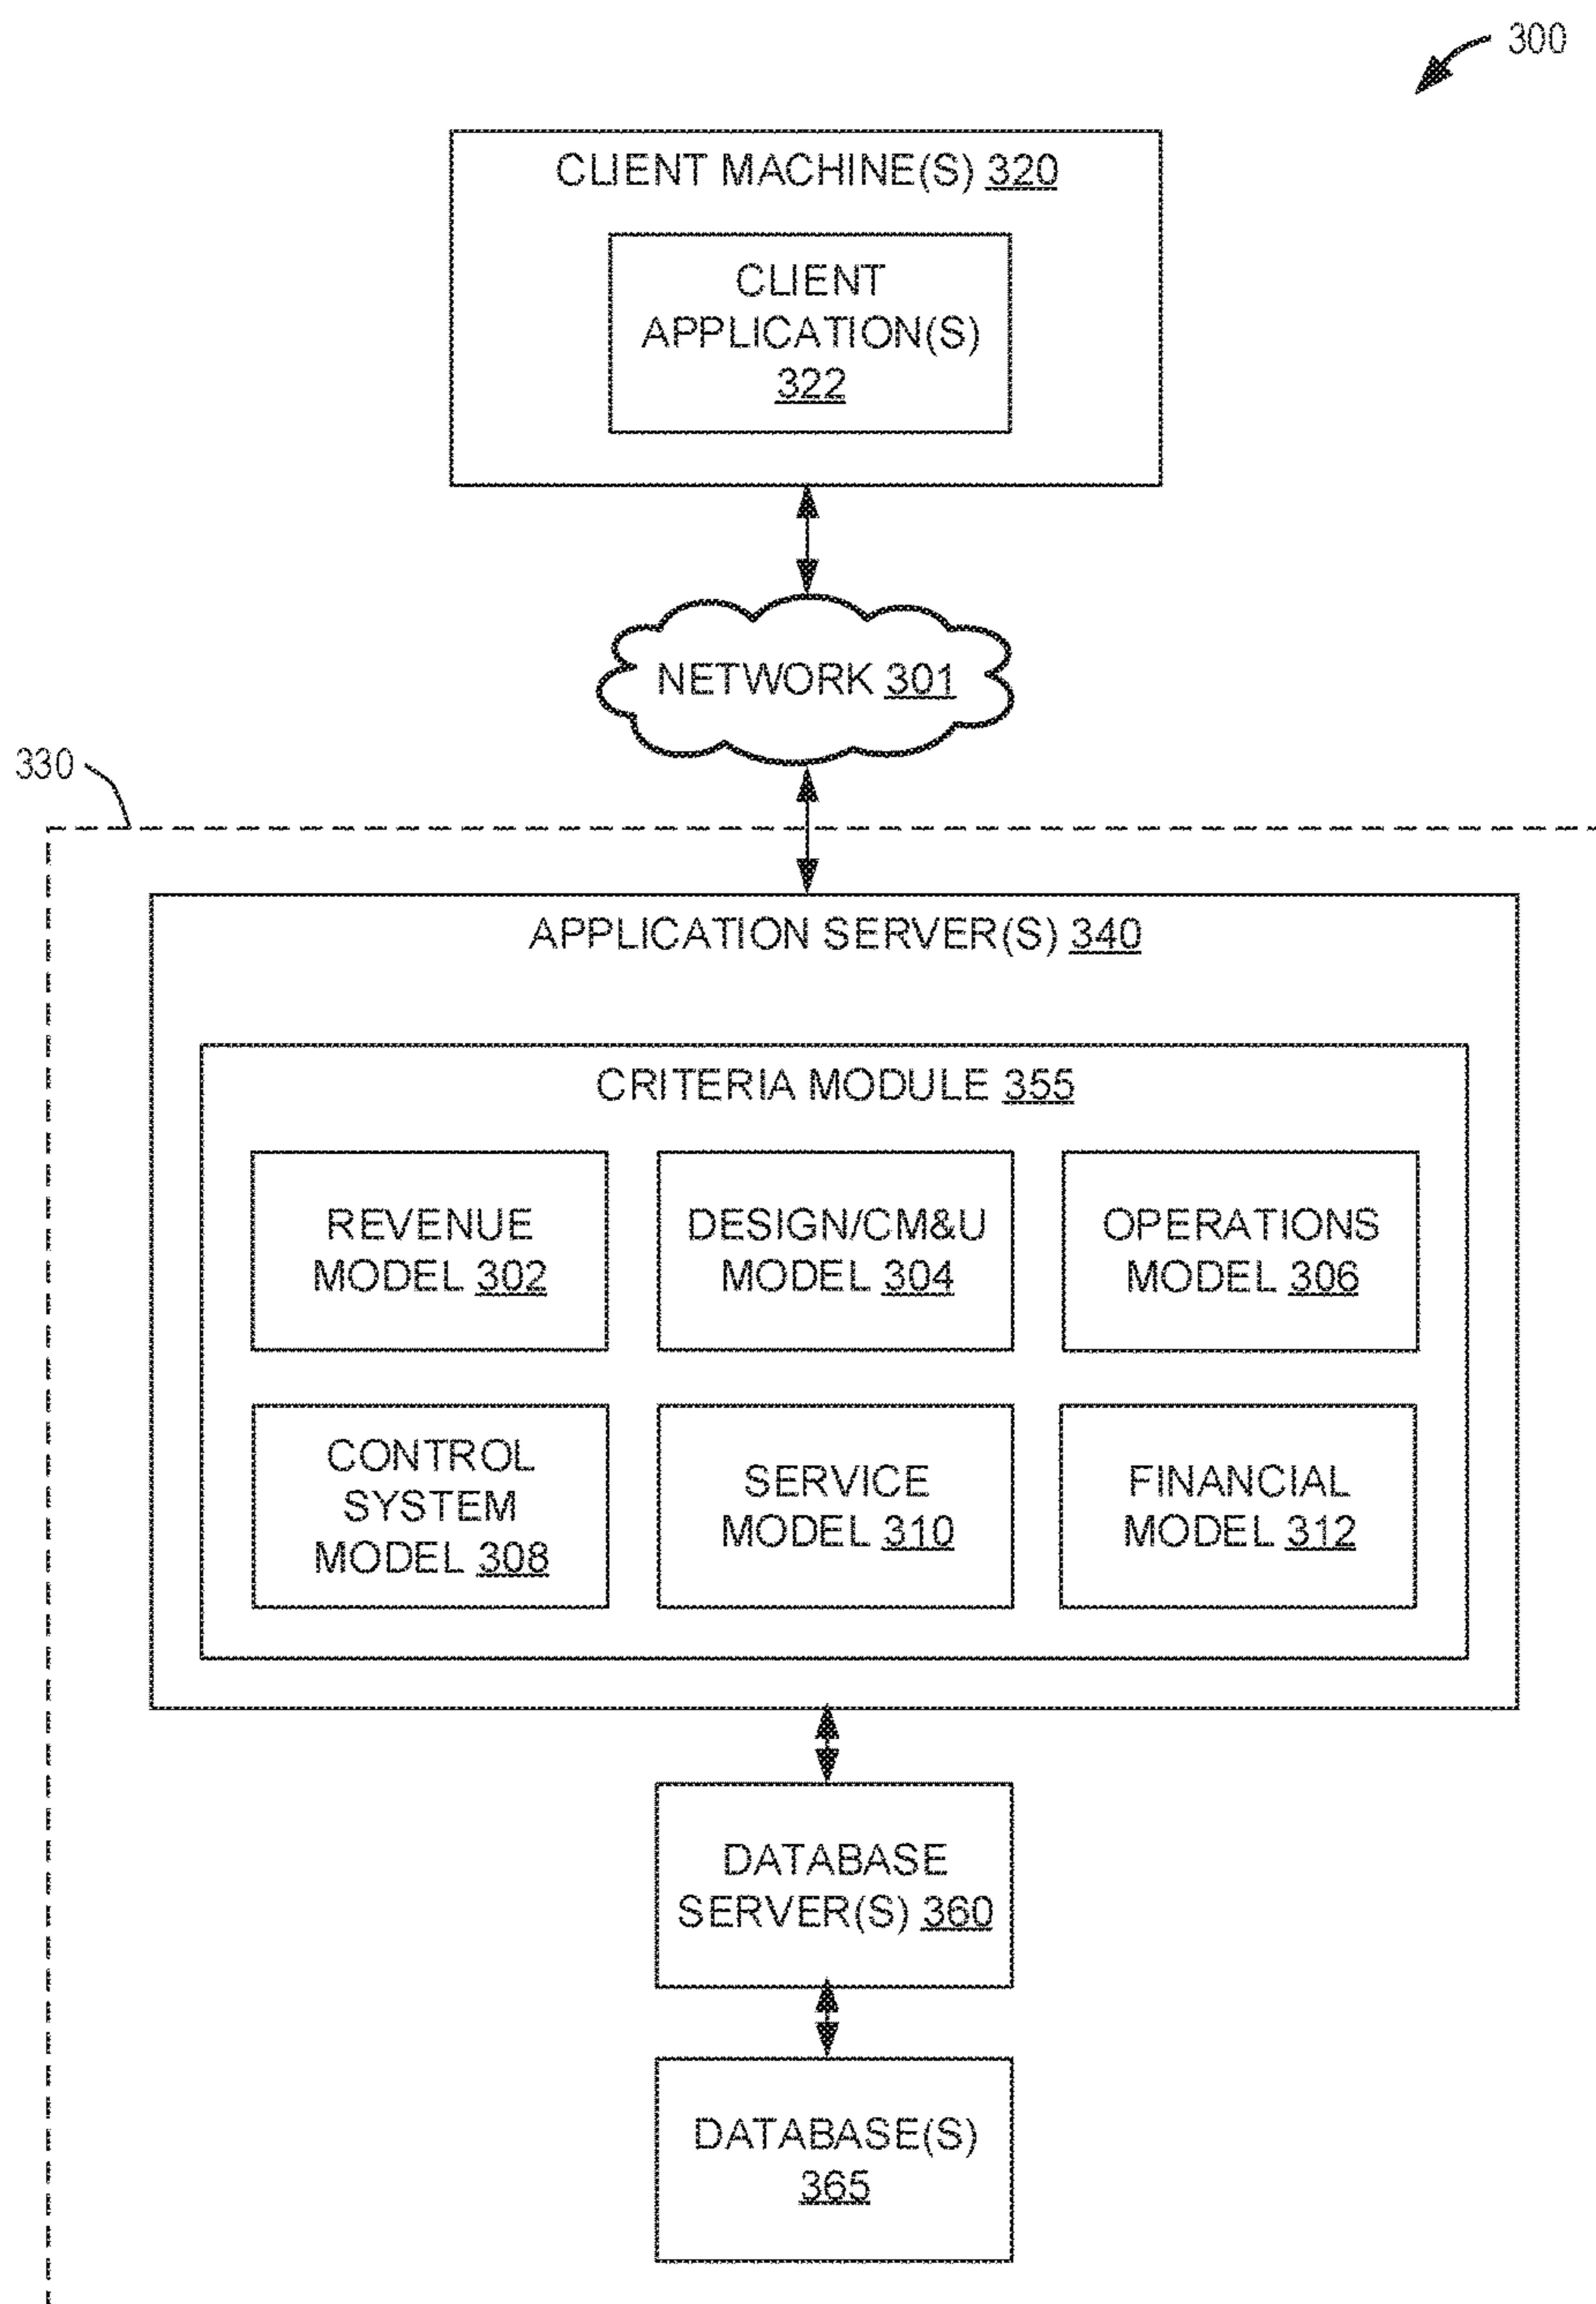 300
CLIENT MACHINE(S) 320
CLIENT
APPLICATION(S)
322
NETWORK 301
330
APPLICATION SERVER(S) 340
CRITERIA MODULE 355
REVENUE
MODEL 302
DESIGN/CM&U
MODEL 304
OPERATIONS
MODEL 306
CONTROL
SYSTEM
MODEL 308
SERVICE
MODEL 310
FINANCIAL
MODEL 312
DATABASE
SERVER(S) 360
DATABASE(S)
365